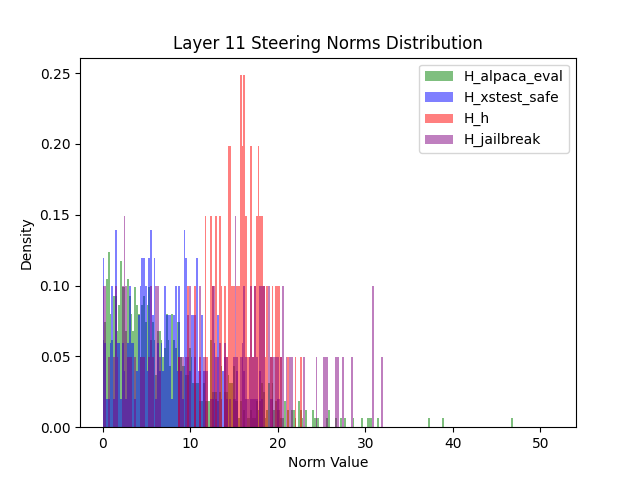 Layer 11 Steering Norms Distribution
H_alpaca_eval
H_xstest_safe
H_h
H_jailbreak
Density
0.25
0.20
0.15
0.10
0.05
0.00
0 10 20 30 40 50
Norm Value